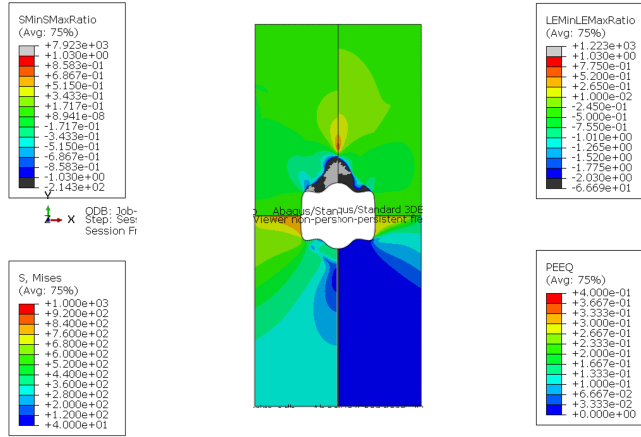 SMinSMaxRatio
(Avg: 75%)
+7.923e+03
+1.030e+00
+8.583e-01
+6.867e-01
+5.150e-01
+3.433e-01
+1.717e-01
+8.941e-08
-1.717e-01
-3.433e-01
-5.150e-01
-6.867e-01
-8.583e-01
-1.030e+00
-2.143e+02
LEMinLEMaxRatio
(Avg: 75%)
+1.223e+03
+1.030e+00
+7.750e-01
+5.200e-01
+2.650e-01
+1.000e-02
-2.450e-01
-5.000e-01
-7.550e-01
-1.010e+00
-1.265e+00
-1.520e+00
-1.775e+00
-2.030e+00
-6.669e+01
Y
Z X
ODB: Job-
Step: Ses
Session Fr
Abaqus/Stan
Viewer non-pers
qus/Standard 3DE
on-persistent fie
S, Mises
(Avg: 75%)
+1.000e+03
+9.200e+02
+8.400e+02
+7.600e+02
+6.800e+02
+6.000e+02
+5.200e+02
+4.400e+02
+3.600e+02
+2.800e+02
+2.000e+02
+1.200e+02
+4.000e+01
PEEQ
(Avg: 75%)
+4.000e-01
+3.667e-01
+3.333e-01
+3.000e-01
+2.667e-01
+2.333e-01
+2.000e-01
+1.667e-01
+1.333e-01
+1.000e-01
+6.667e-02
+3.333e-02
+0.000e+00